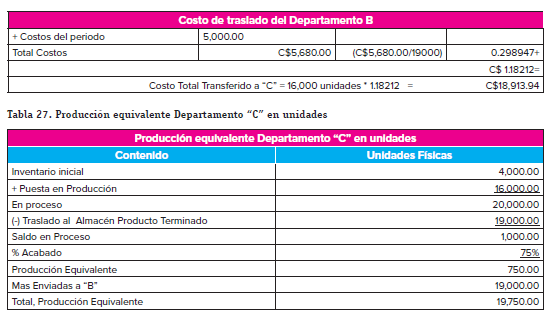 Costo de traslado del Departamento B
+ Costos del periodo 5,000.00
Total Costos C$5,680.00 (C$5,680.00/19000) 0.298947+
C$ 1.18212=
Costo Total Transferido a “C” = 16,000 unidades * 1.18212 = C$18,913.94
Tabla 27. Producción equivalente Departamento “C” en unidades
Producción equivalente Departamento “C” en unidades
Contenido Unidades Físicas
Inventario inicial 4,000.00
+ Puesta en Producción 16.000.00
En proceso 20,000.00
(-) Traslado al Almacén Producto Terminado 19,000.00
Saldo en Proceso 1,000.00
% Acabado 75%
Producción Equivalente 750.00
Mas Enviadas a “B” 19,000.00
Total, Producción Equivalente 19,750.00